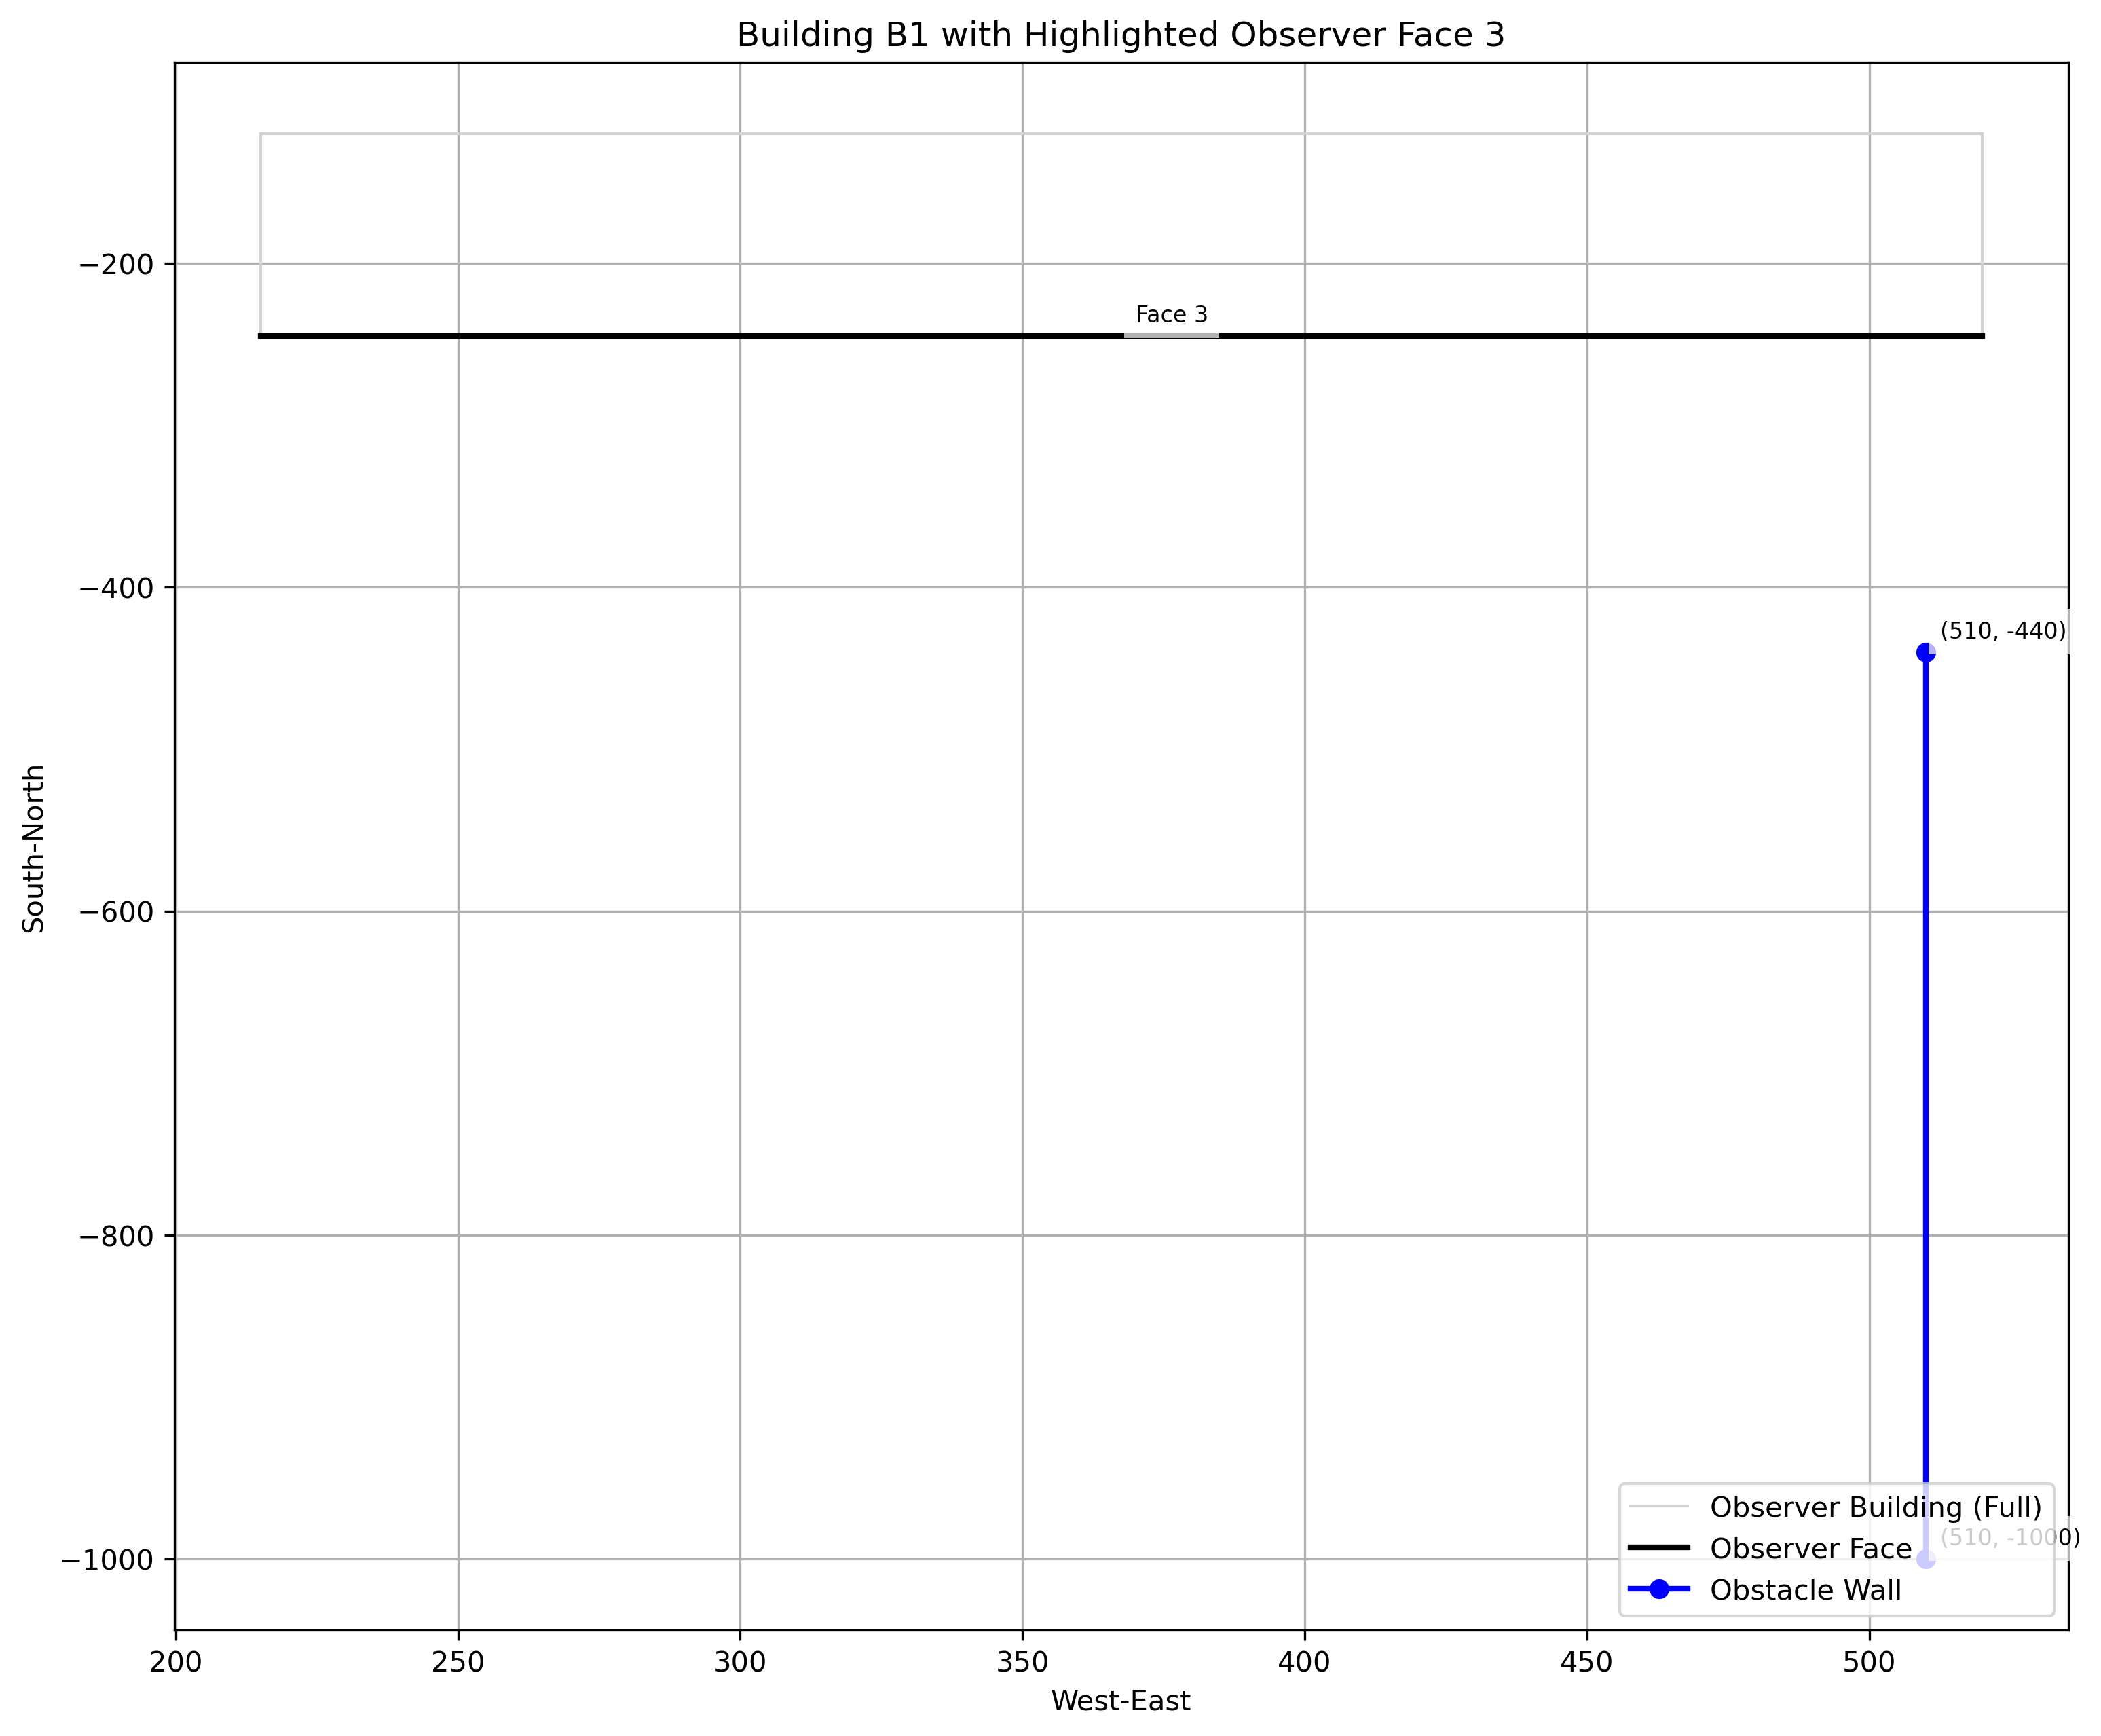 Building B1 with Highlighted Observer Face 3
−200
−400
−600
−800
−1000
South-North
Face 3
(510, -440)
(510, -1000)
Observer Building (Full)
Observer Face
Obstacle Wall
200 250 300 350 400 450 500
West-East